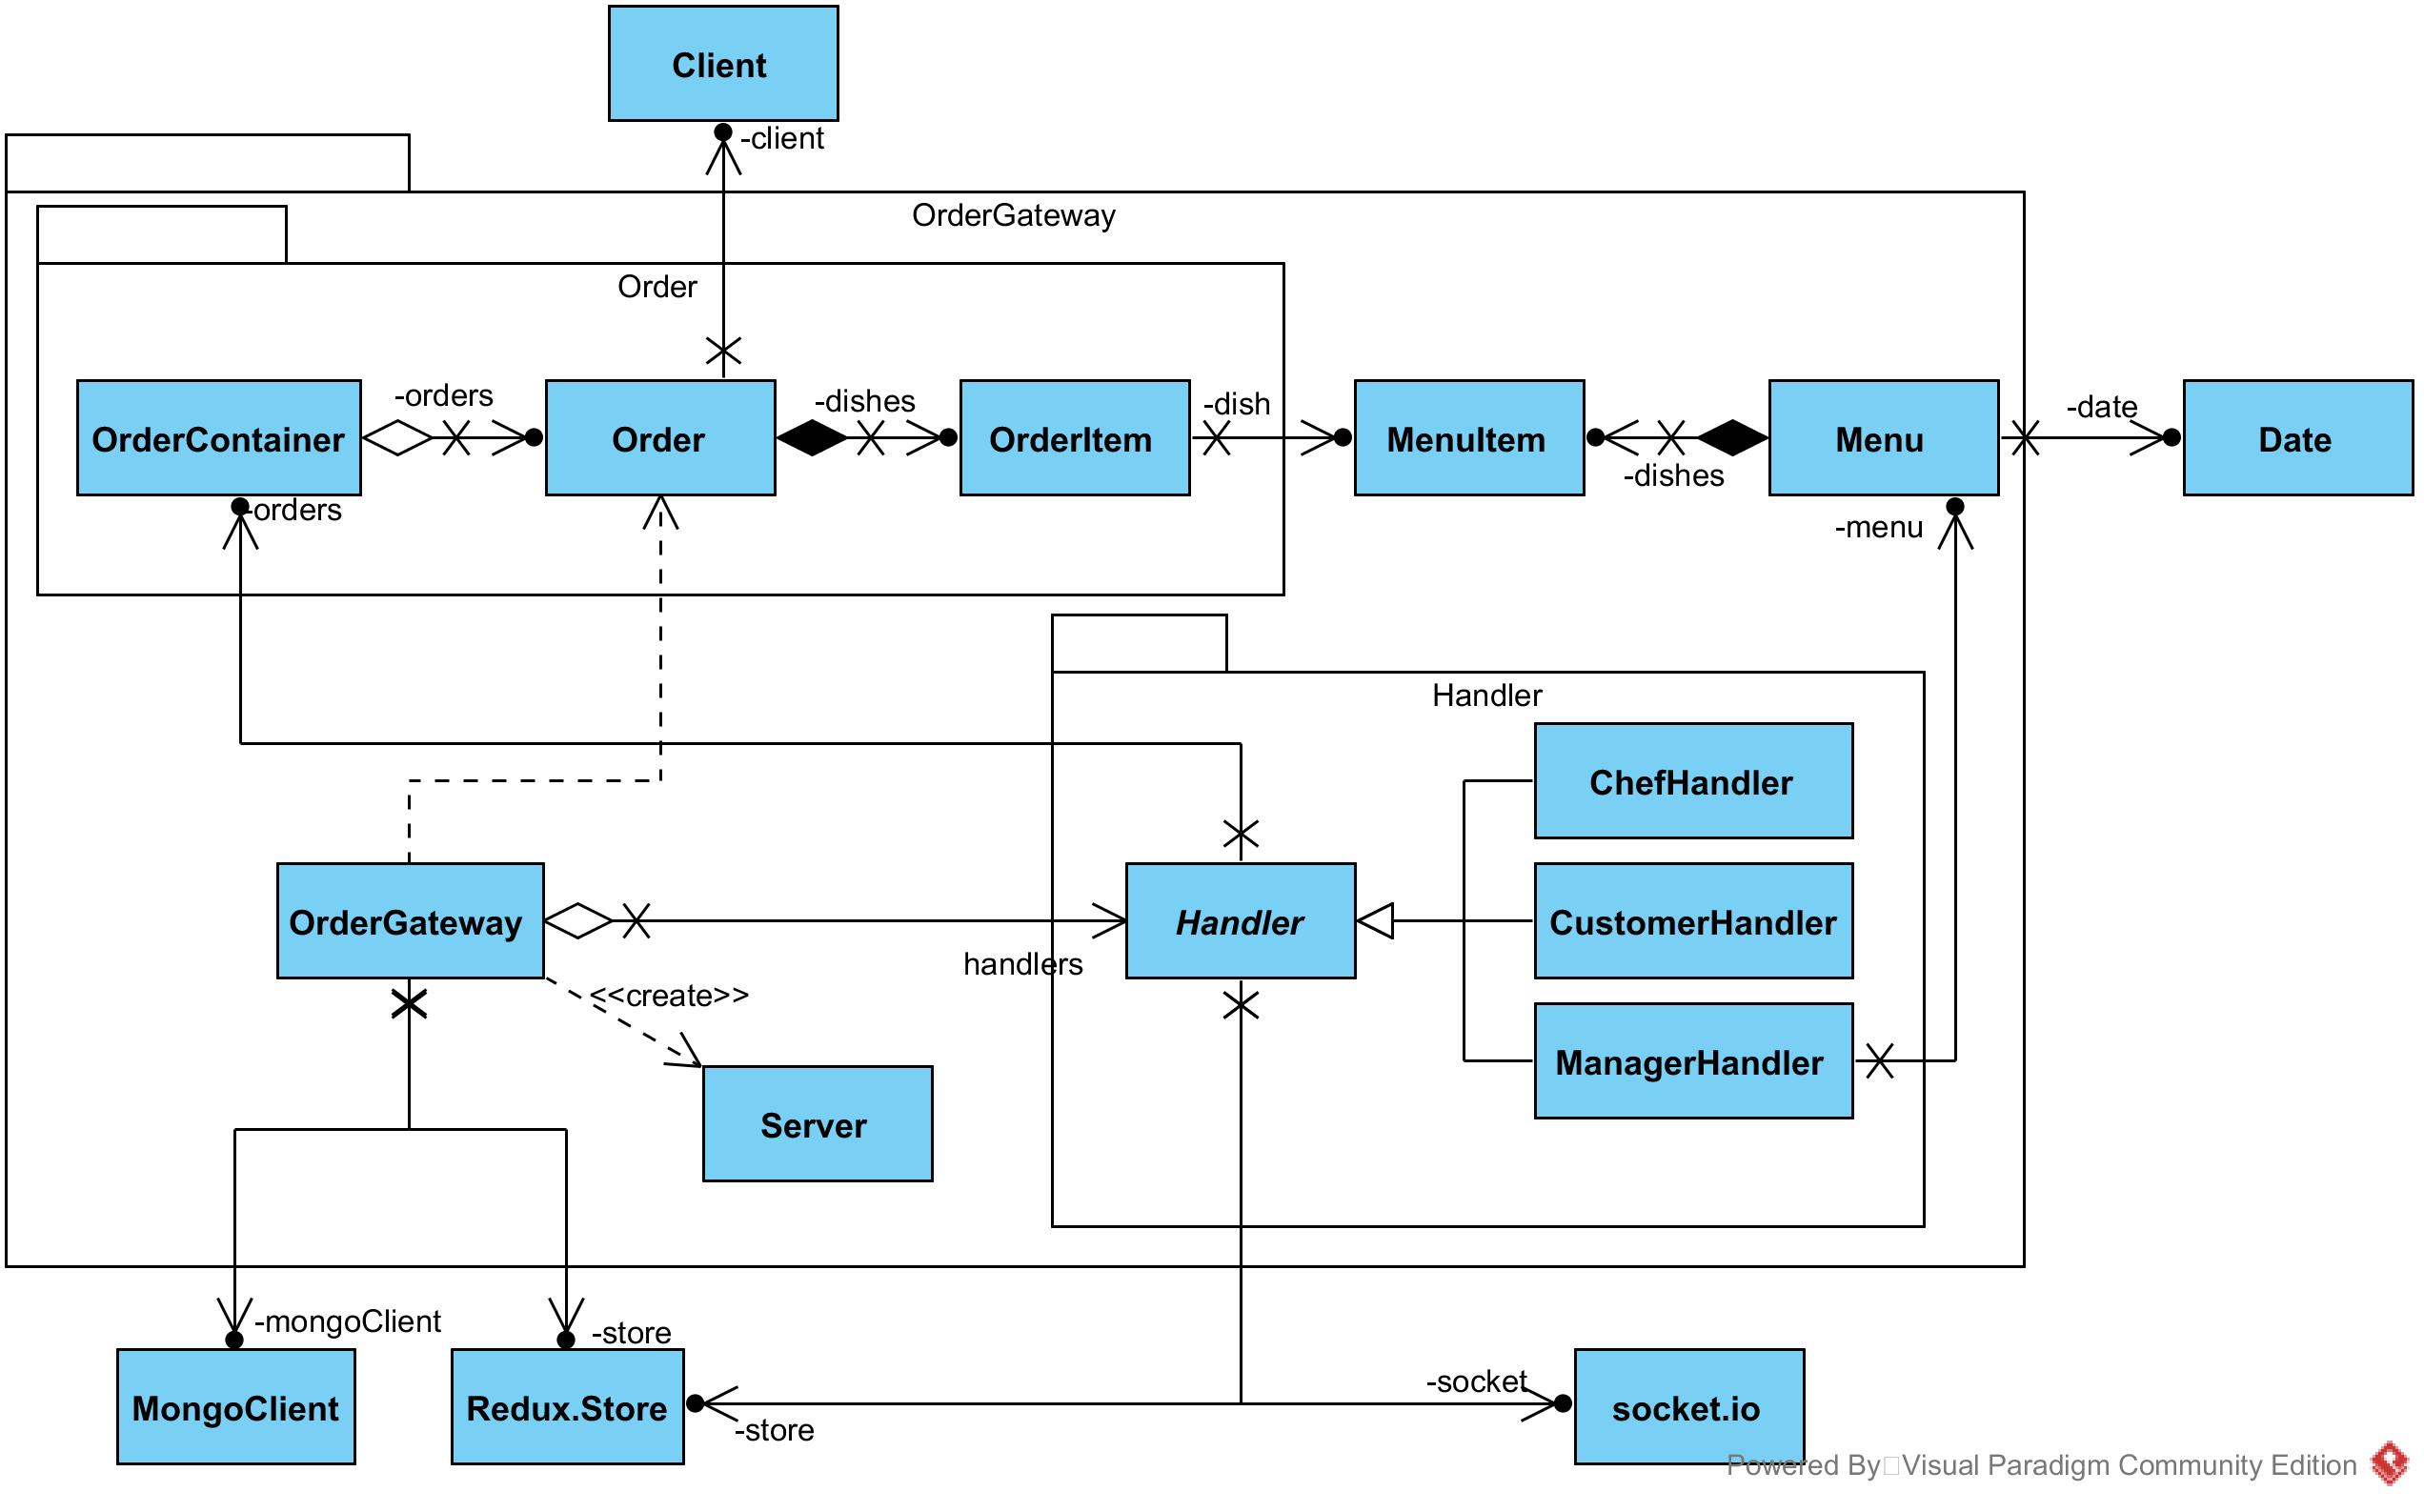 Client
-client
OrderGateway
Order
OrderContainer
-orders
Order
-dishes
OrderItem
-dish
MenuItem
-dishes
Menu
-date
Date
-orders
-menu
Handler
ChefHandler
OrderGateway
handlers
Handler
CustomerHandler
<<create>>
ManagerHandler
Server
-mongoClient
-store
MongoClient
Redux.Store
-store
-socket
socket.io
Powered By Visual Paradigm Community Edition